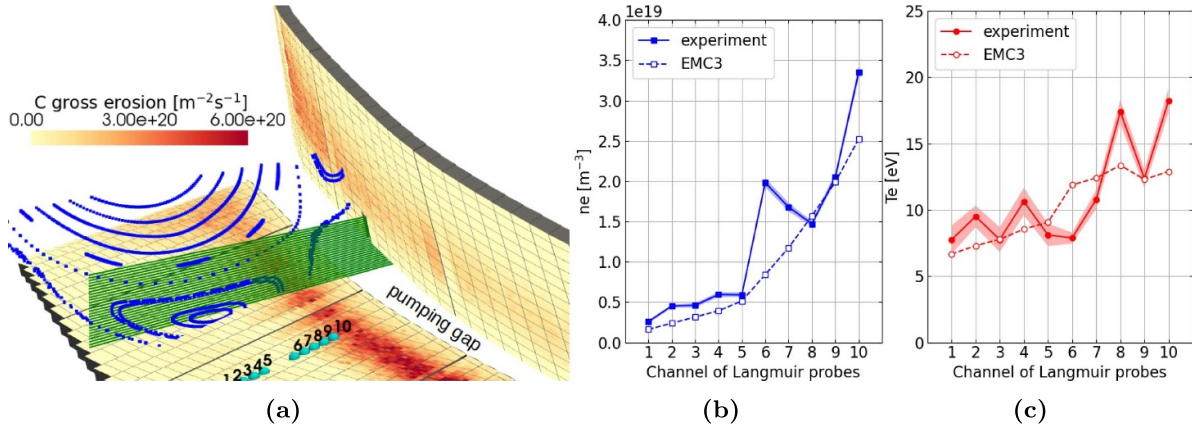 C gross erosion [m⁻²s⁻¹]
0.00 3.00e+20 6.00e+20
pumping gap
12345
678910
(a)
1e19
4.0
3.5
3.0
2.5
2.0
1.5
1.0
0.5
0.0
ne [m⁻³]
experiment
EMC3
1 2 3 4 5 6 7 8 9 10
Channel of Langmuir probes
(b)
25
20
15
10
5
0
Te [eV]
experiment
EMC3
1 2 3 4 5 6 7 8 9 10
Channel of Langmuir probes
(c)